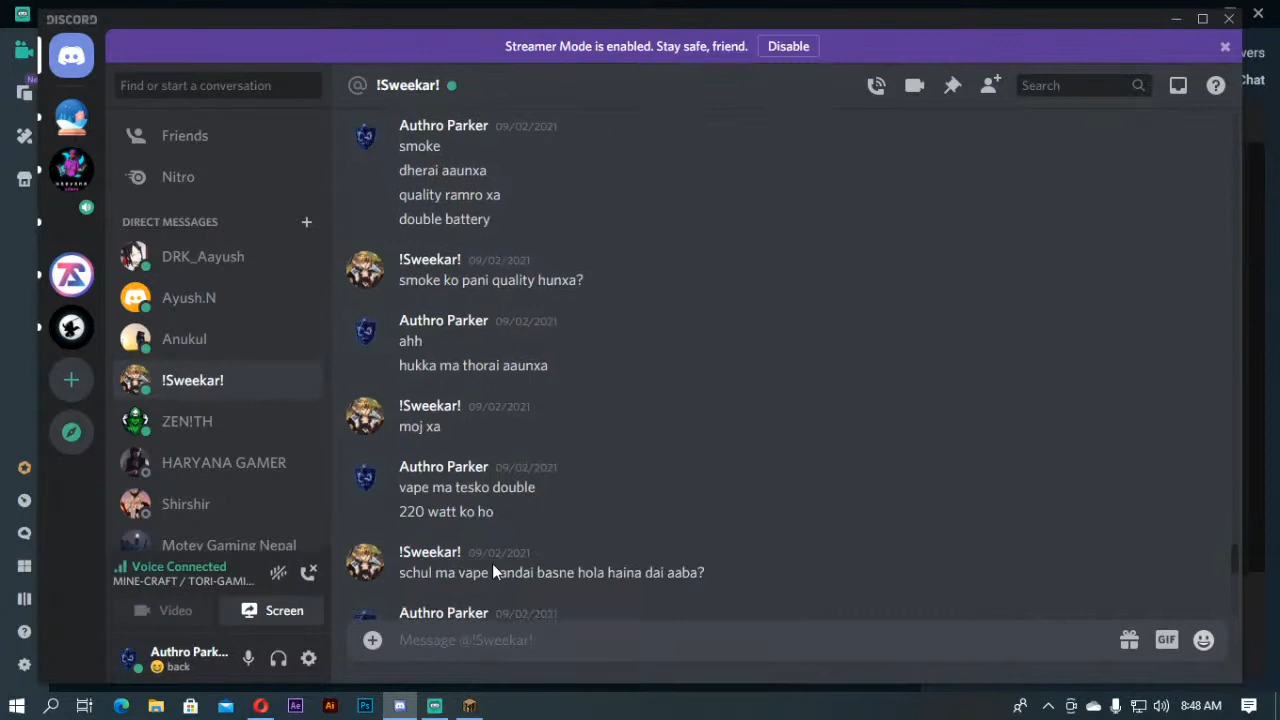 DISCORD
Streamer Mode is enabled. Stay safe, friend. Disable
vers
Find or start a conversation
!Sweekar!
Search
Chat
Friends
Nitro
DIRECT MESSAGES
DRK_Aayush
Ayush.N
Anukul
!Sweekar!
ZEN!TH
HARYANA GAMER
Shirshir
Motey Gaming Nepal
Voice Connected
MINE-CRAFT / TORI-GAMI...
Video
Screen
Authro Park...
back
Authro Parker 09/02/2021
smoke
dherai aaunxa
quality ramro xa
double battery
!Sweekar! 09/02/2021
smoke ko pani quality hunxa?
Authro Parker 09/02/2021
ahh
hukka ma thorai aaunxa
!Sweekar! 09/02/2021
moj xa
Authro Parker 09/02/2021
vape ma tesko double
220 watt ko ho
!Sweekar! 09/02/2021
schul ma vape andai basne hola haina dai aaba?
Authro Parker 09/02/2021
Message @!Sweekar!
GIF
Ae
Ai
Ps
8:48 AM